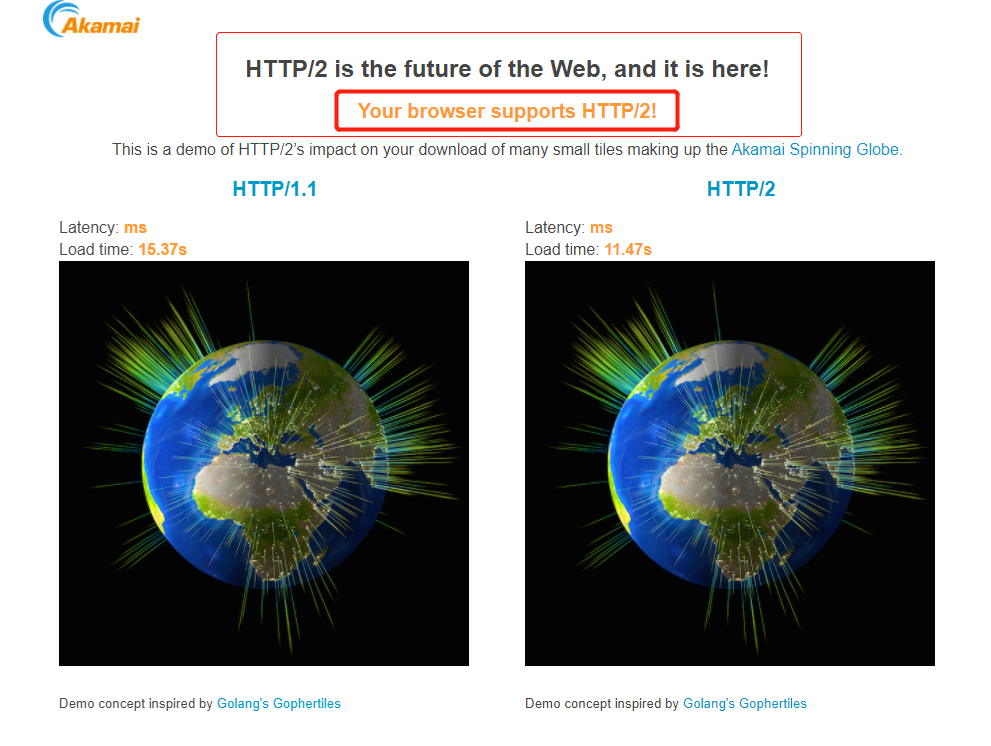 Akamai
HTTP/2 is the future of the Web, and it is here!
Your browser supports HTTP/2!
This is a demo of HTTP/2's impact on your download of many small tiles making up the Akamai Spinning Globe.
HTTP/1.1
Latency: ms
Load time: 15.37s
Demo concept inspired by Golang's Gophertiles
HTTP/2
Latency: ms
Load time: 11.47s
Demo concept inspired by Golang's Gophertiles